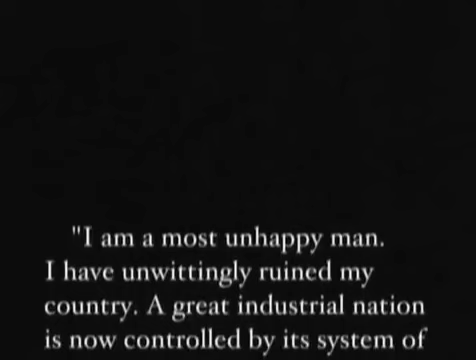 "I am a most unhappy man.
I have unwittingly ruined my
country. A great industrial nation
is now controlled by its system of